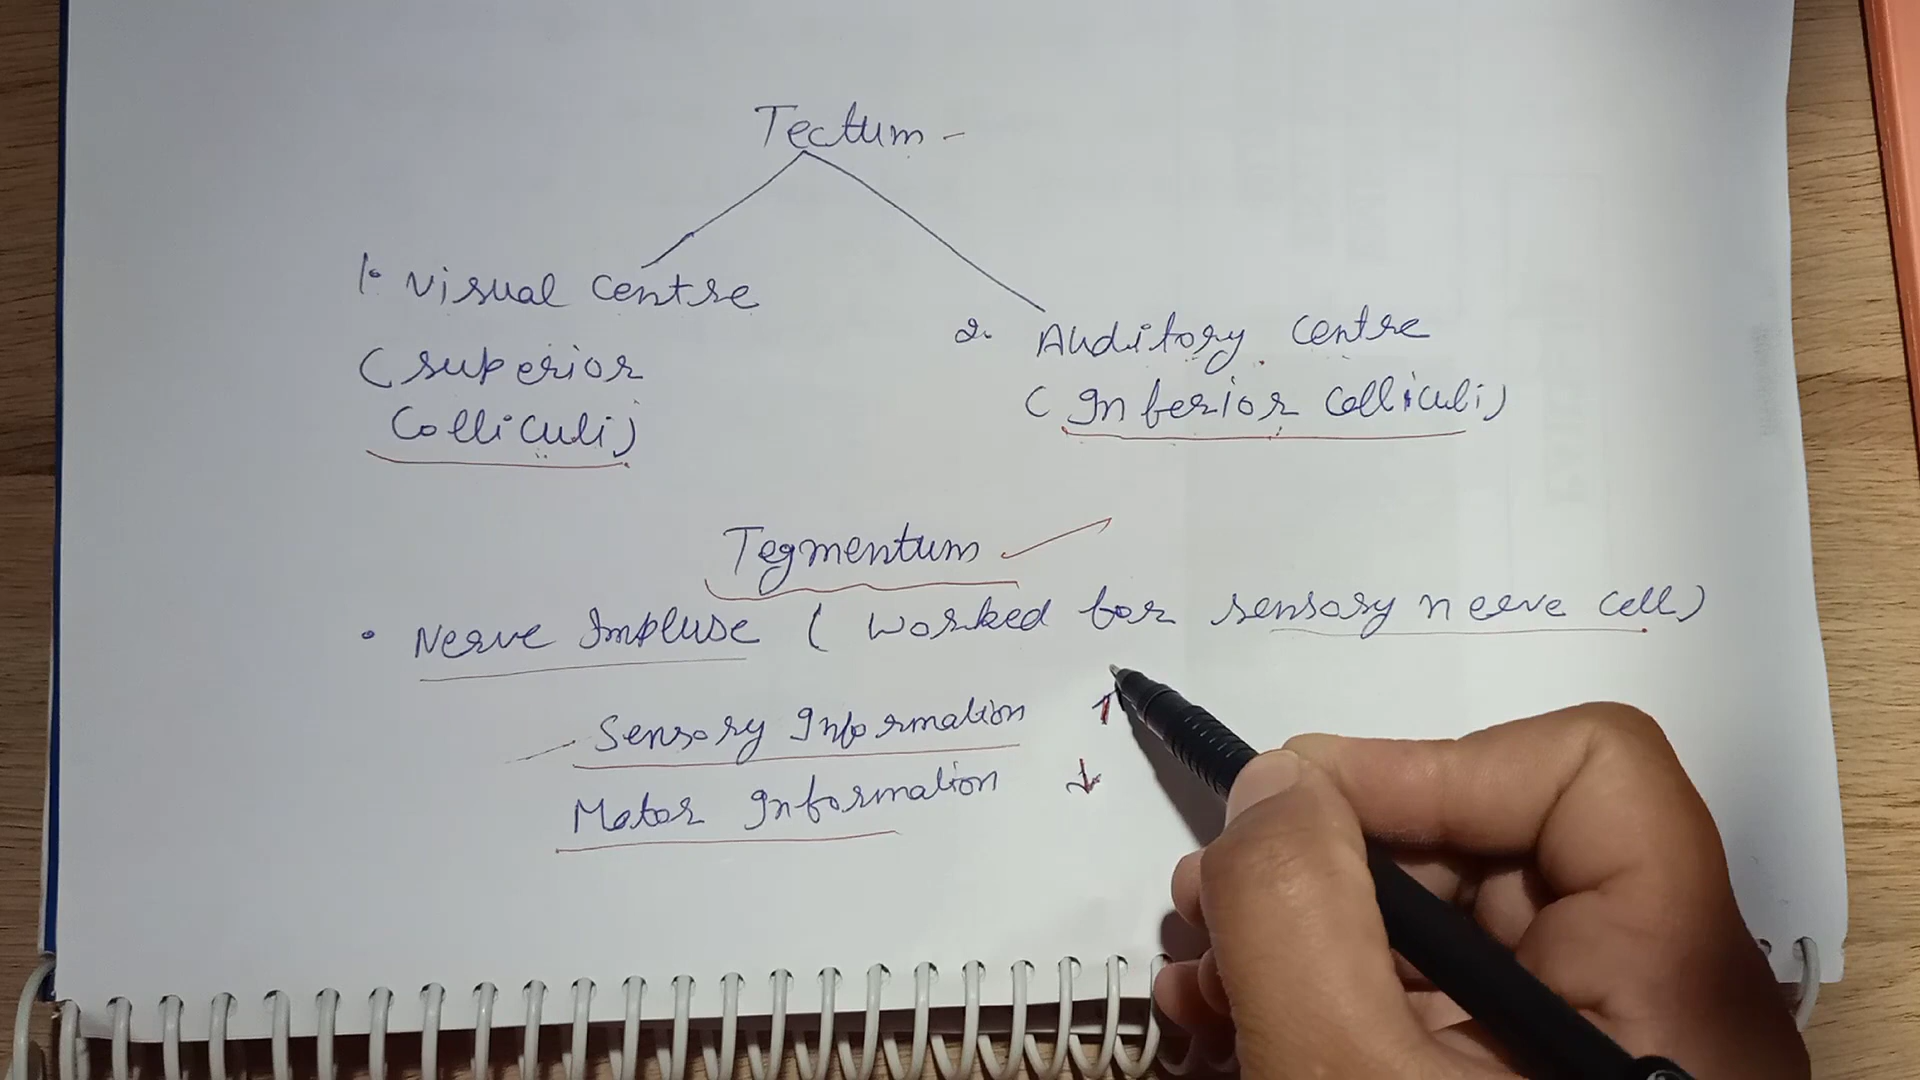 Tectum -
1. Visual Centre
(Superior
Colliculi)
2. Auditory Centre
(Inferior Colliculi)
Tegmentum
• Nerve Impluse ( Worked for sensory nerve cell)
Sensory Information ↑
Motor Information ↓